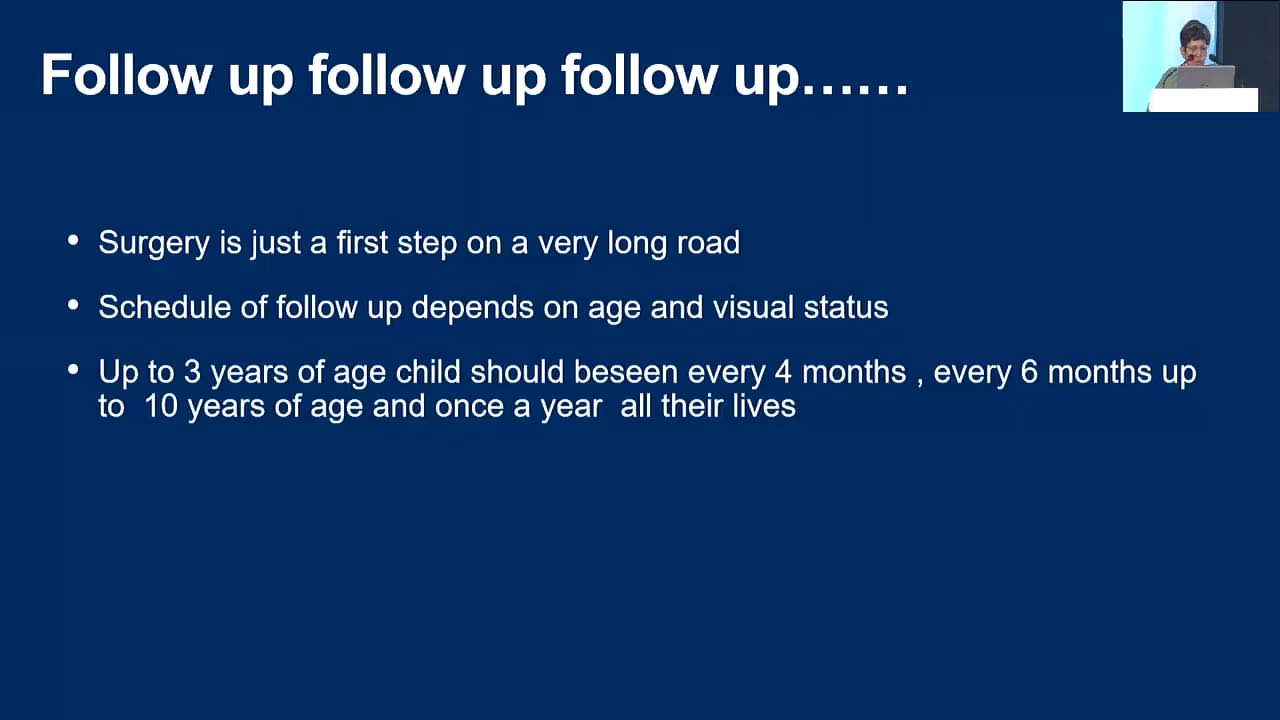 Follow up follow up follow up......
• Surgery is just a first step on a very long road
• Schedule of follow up depends on age and visual status
• Up to 3 years of age child should beseen every 4 months , every 6 months up
to  10 years of age and once a year  all their lives